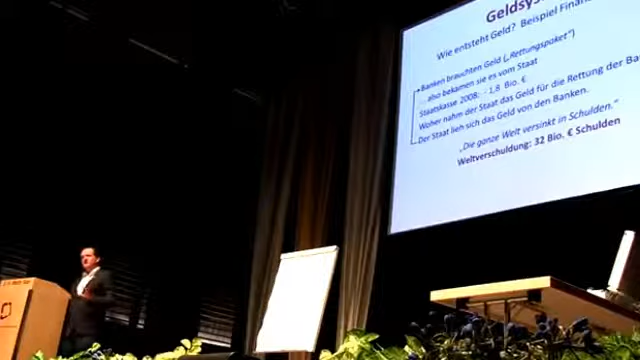 Geldsys
Wie entsteht Geld? Beispiel Finan
Banken brauchten Geld („Rettungspaket")
... also bekamen sie es vom Staat
Staatskasse 2008: - 1,8 Bio. €
Woher nahm der Staat das Geld für die Rettung der Ba
Der Staat lieh sich das Geld von den Banken.
„Die ganze Welt versinkt in Schulden."
Weltverschuldung: 32 Bio. € Schulden